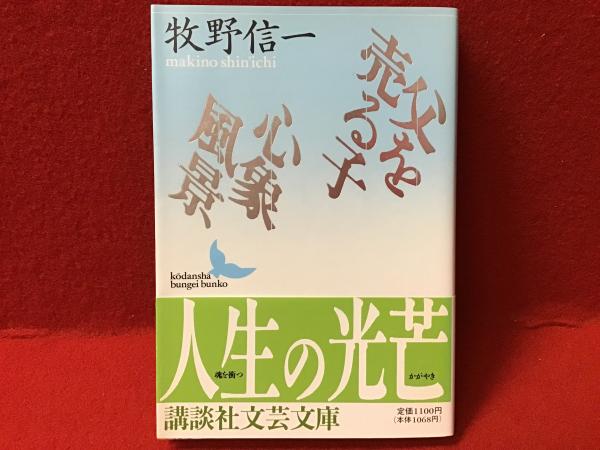 牧野信一
makino shin'ichi
父を
売る子
心象
風景
kōdansha
bungei bunko
人生の光芒
魂を衝つ
かがやき
講談社文芸文庫
定価1100円
(本体1068円)